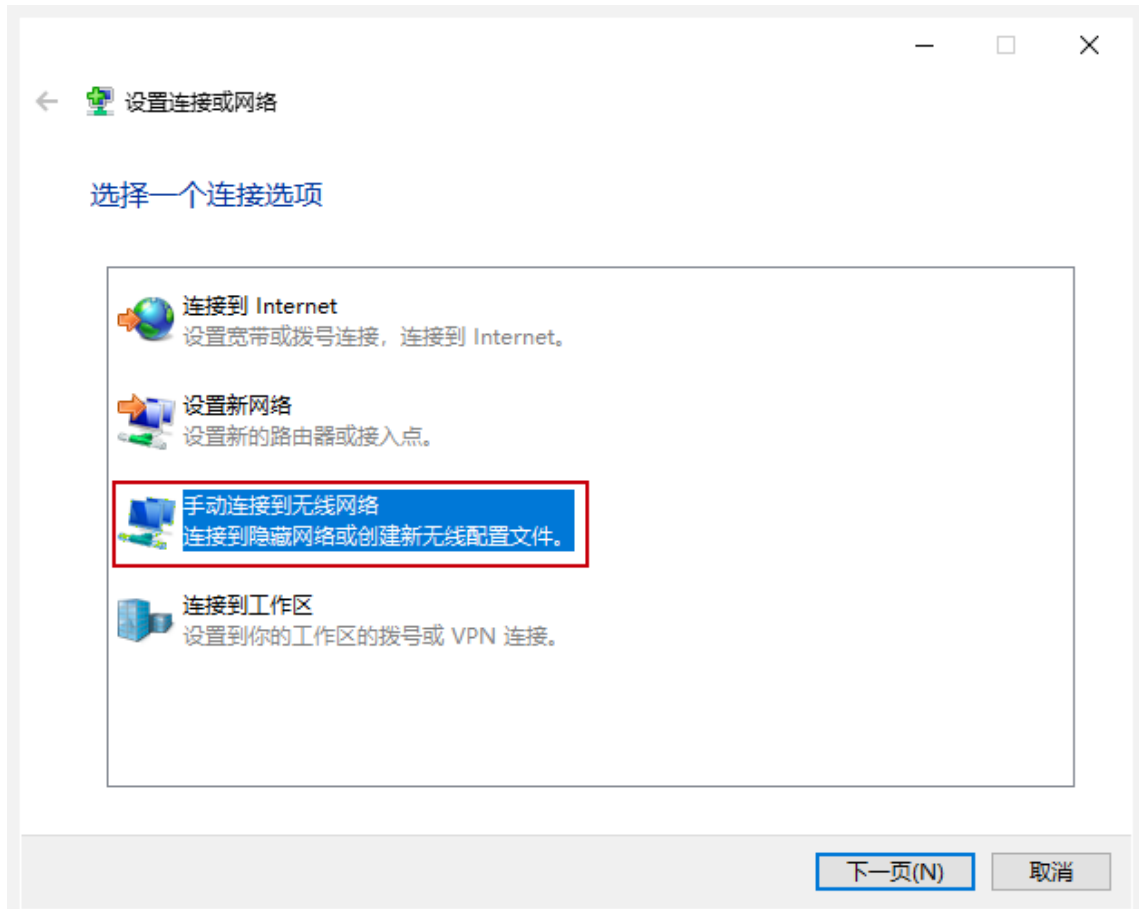 设置连接或网络
选择一个连接选项
连接到 Internet
设置宽带或拨号连接，连接到 Internet。
设置新网络
设置新的路由器或接入点。
手动连接到无线网络
连接到隐藏网络或创建新无线配置文件。
连接到工作区
设置到你的工作区的拨号或 VPN 连接。
下一页(N)
取消